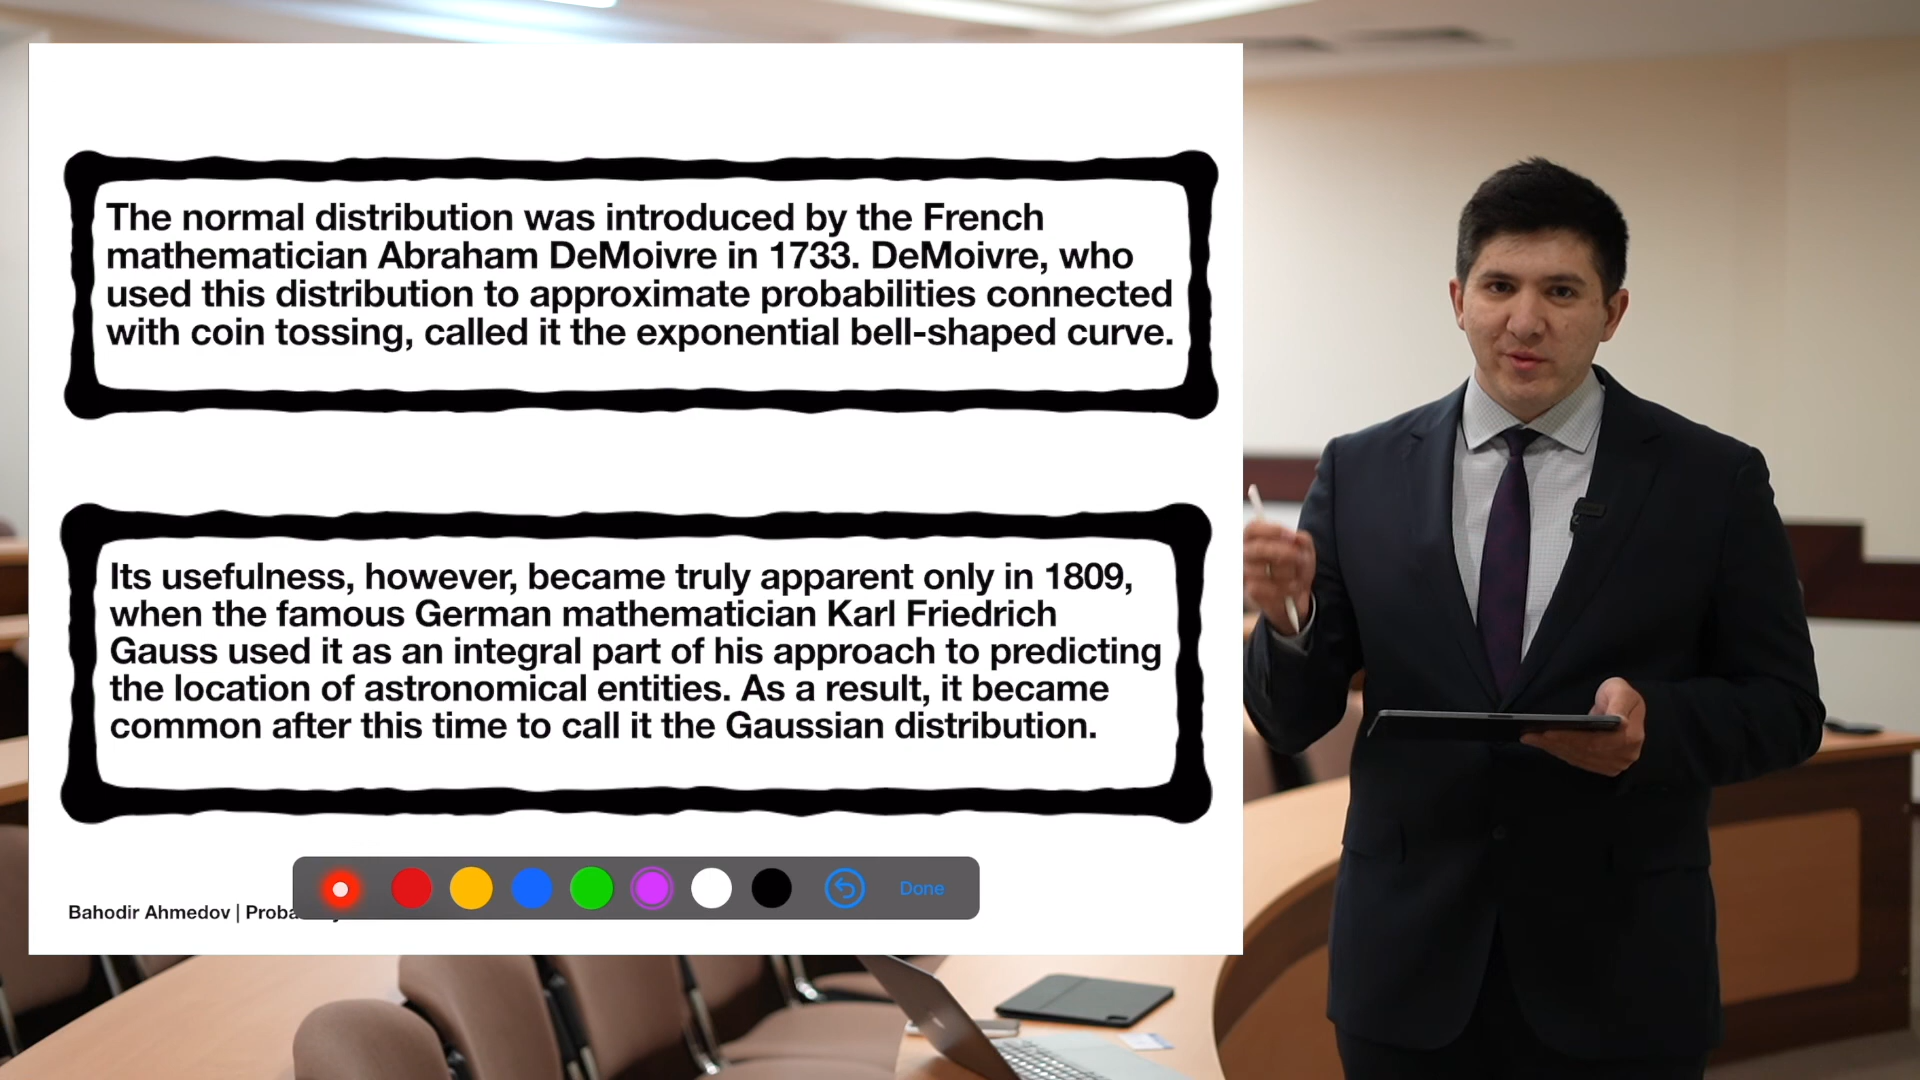 The normal distribution was introduced by the French
mathematician Abraham DeMoivre in 1733. DeMoivre, who
used this distribution to approximate probabilities connected
with coin tossing, called it the exponential bell-shaped curve.
Its usefulness, however, became truly apparent only in 1809,
when the famous German mathematician Karl Friedrich
Gauss used it as an integral part of his approach to predicting
the location of astronomical entities. As a result, it became
common after this time to call it the Gaussian distribution.
Done
Bahodir Ahmedov |